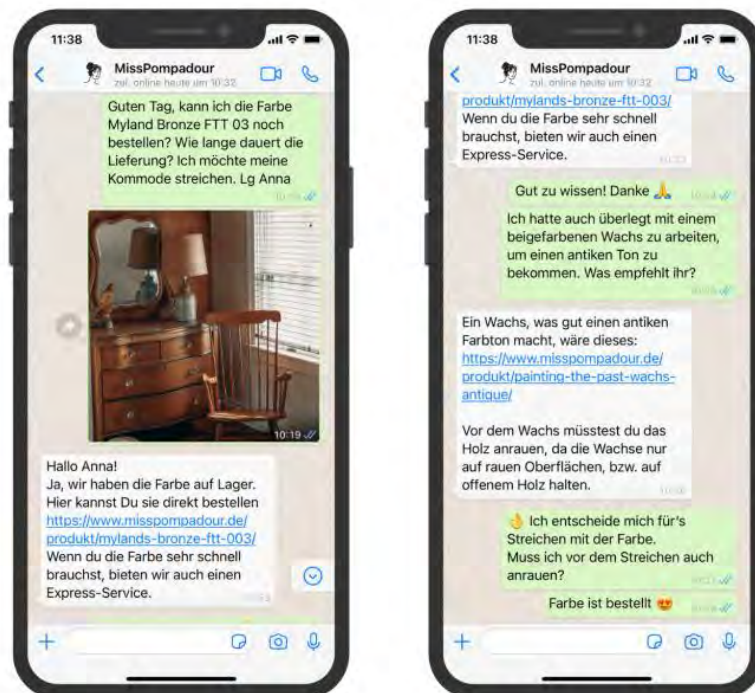 11:38
MissPompadour
zul. online heute um 10:32
Guten Tag, kann ich die Farbe
Myland Bronze FTT 03 noch
bestellen? Wie lange dauert die
Lieferung? Ich möchte meine
Kommode streichen. Lg Anna
10:19
Hallo Anna!
Ja, wir haben die Farbe auf Lager.
Hier kannst Du sie direkt bestellen
https://www.misspompadour.de/
produkt/mylands-bronze-ftt-003/
Wenn du die Farbe sehr schnell
brauchst, bieten wir auch einen
Express-Service.
11:38
MissPompadour
zul. online heute um 10:32
produkt/mylands-bronze-ftt-003/
Wenn du die Farbe sehr schnell
brauchst, bieten wir auch einen
Express-Service.
Gut zu wissen! Danke 🙏
Ich hatte auch überlegt mit einem
beigefarbenen Wachs zu arbeiten,
um einen antiken Ton zu
bekommen. Was empfehlt ihr?
Ein Wachs, was gut einen antiken
Farbton macht, wäre dieses:
https://www.misspompadour.de/
produkt/painting-the-past-wachs-
antique/
Vor dem Wachs müsstest du das
Holz anrauen, da die Wachse nur
auf rauen Oberflächen, bzw. auf
offenem Holz halten.
👌 Ich entscheide mich für's
Streichen mit der Farbe.
Muss ich vor dem Streichen auch
anrauen?
Farbe ist bestellt 😍